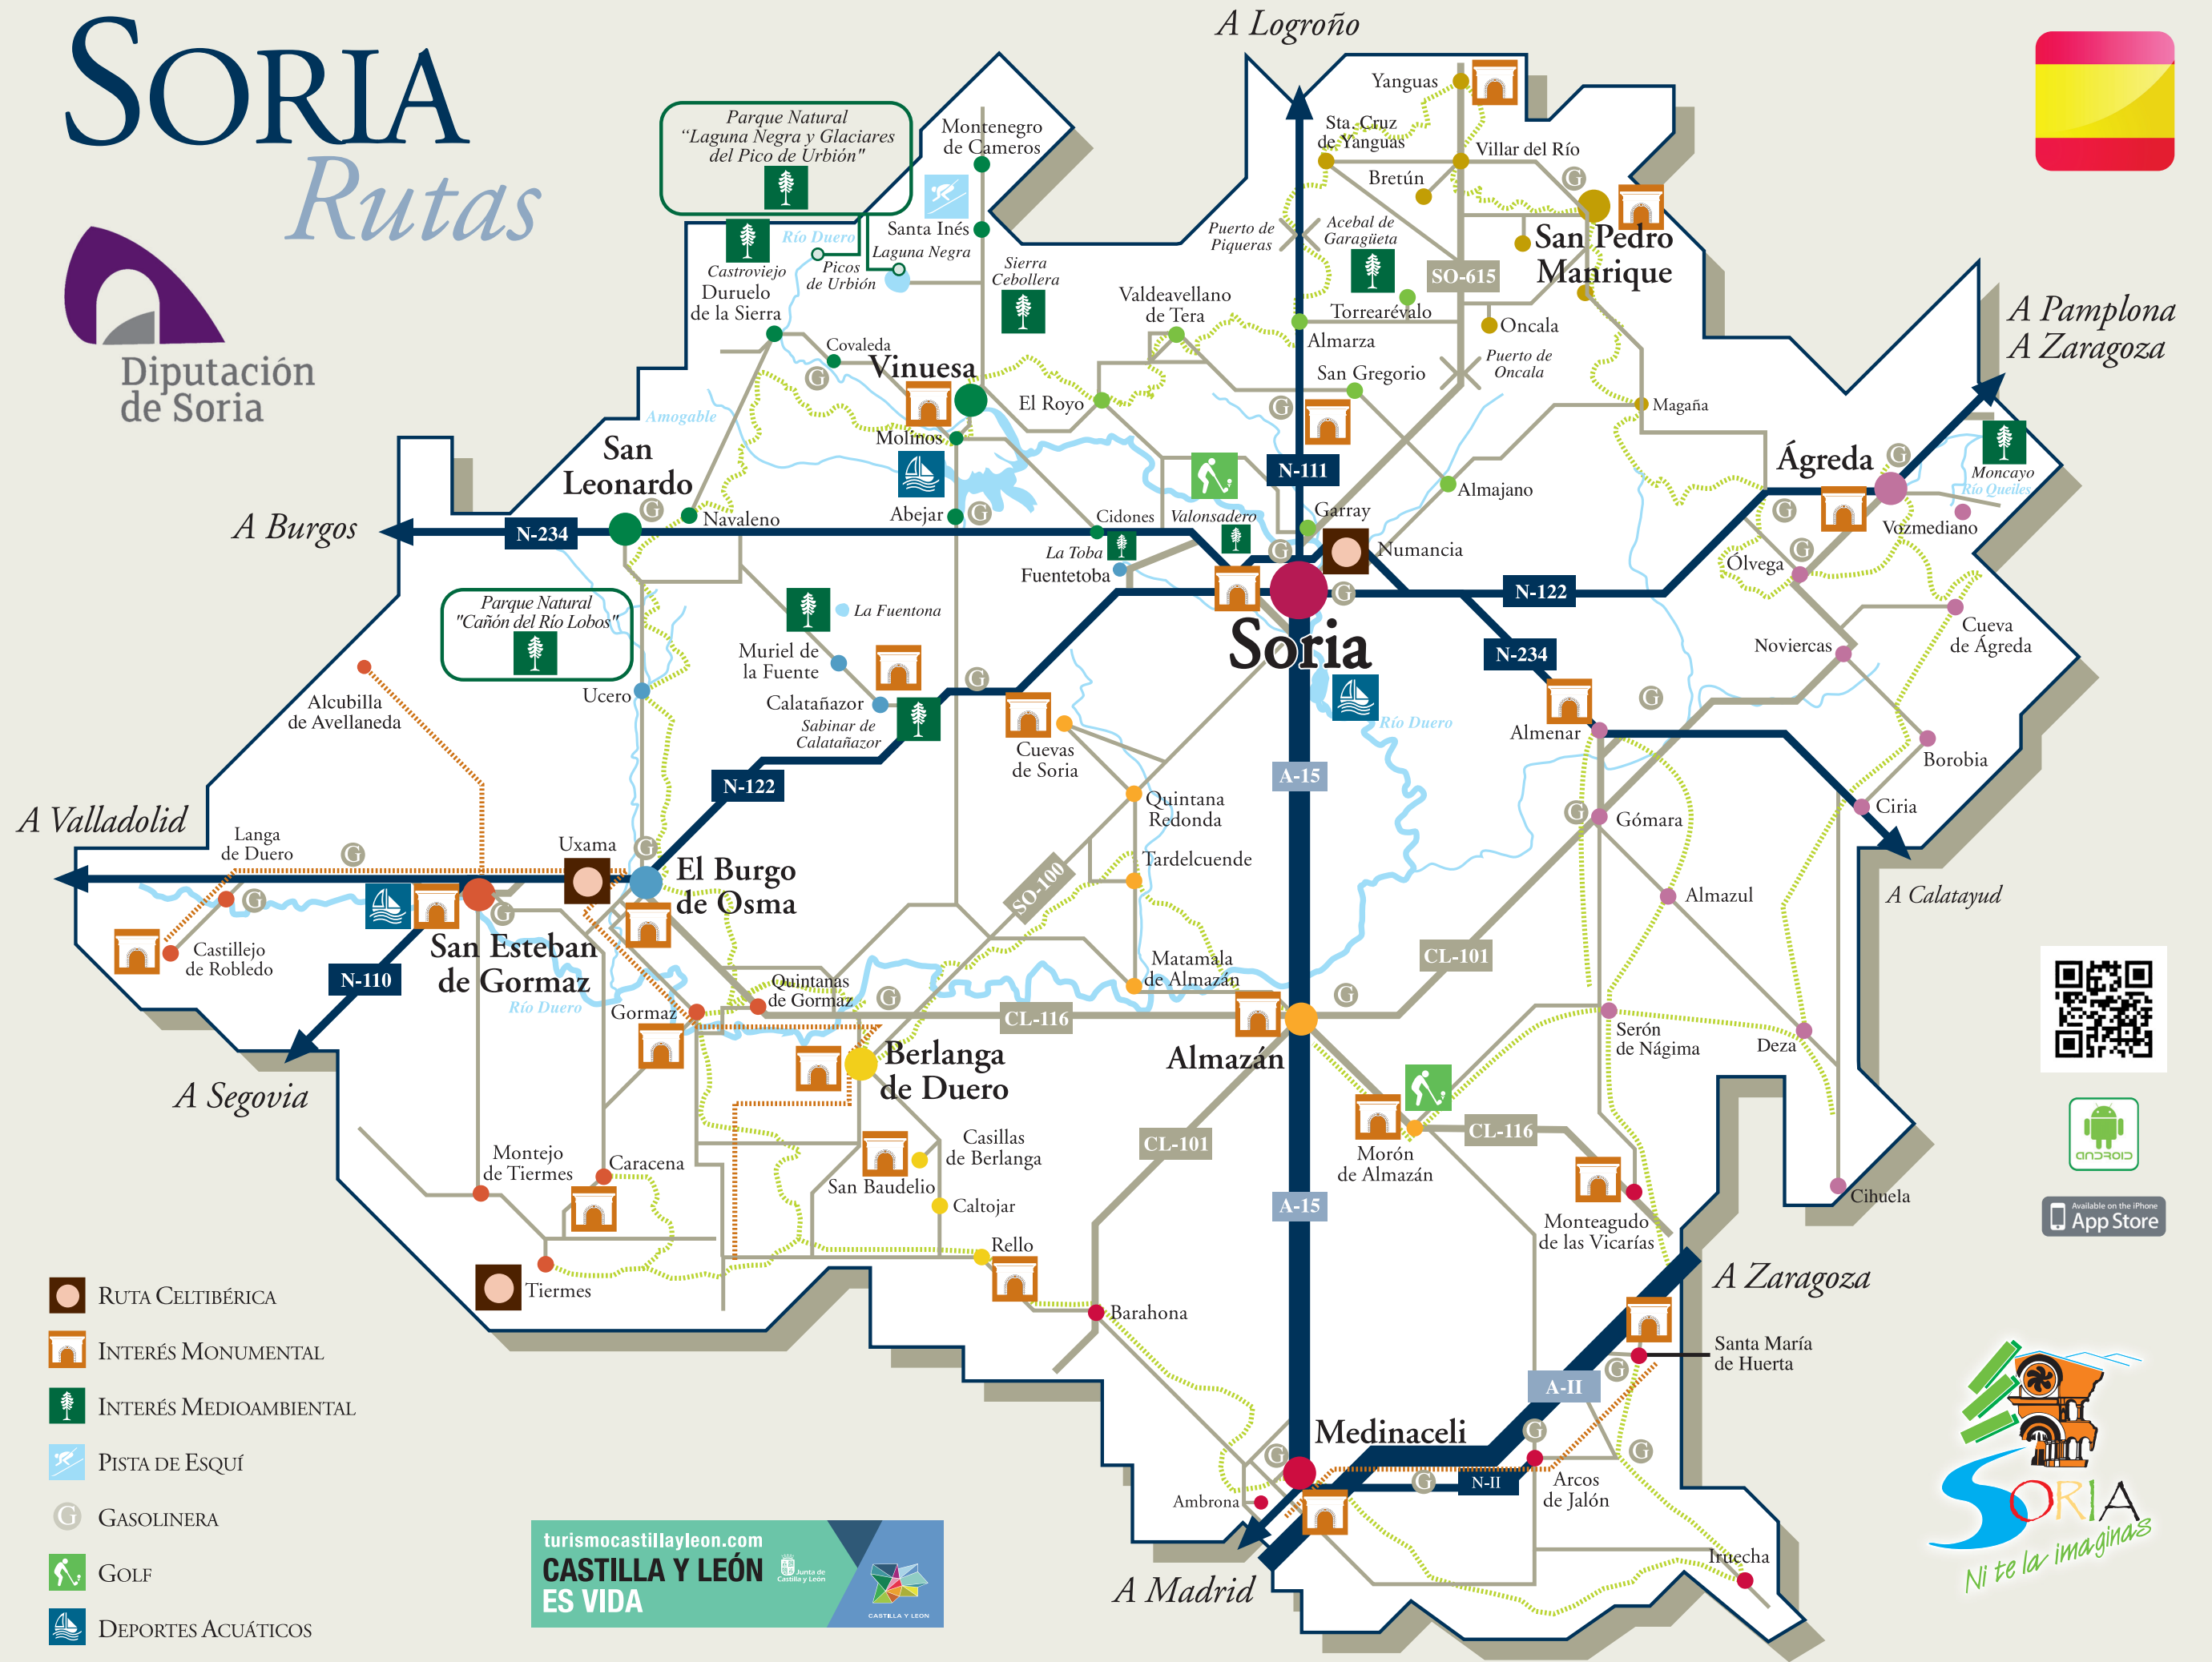 SORIA
Rutas
Diputación
de Soria
A Logroño
Parque Natural
“Laguna Negra y Glaciares
del Pico de Urbión"
Montenegro
de Cameros
Santa Inés
Laguna Negra
Río Duero
Castroviejo
Picos
de Urbión
Sierra
Cebollera
Duruelo
de la Sierra
Covaleda
Vinuesa
Molinos
Amogable
Abejar
El Royo
Valdeavellano
de Tera
Yanguas
Sta. Cruz
de Yanguas
Villar del Río
Bretún
G
Puerto de
Piqueras
Acebal de
Garagüeta
San Pedro
Manrique
SO-615
Torrearévalo
Oncala
Almarza
Puerto de
Oncala
San Gregorio
Magaña
A Pamplona
A Zaragoza
G
G
N-111
Almajano
Garray
Numancia
Ágreda
G
Moncayo
Río Queiles
Vozmediano
G
G
Ólvega
Cueva
de Ágreda
Noviercas
Borobia
Ciria
A Calatayud
San
Leonardo
G
Navaleno
A Burgos
N-234
G
Cidones
Valonsadero
La Toba
Fuentetoba
G
G
Soria
N-122
N-234
Parque Natural
"Cañón del Río Lobos"
La Fuentona
Muriel de
la Fuente
Ucero
Calatañazor
Sabinar de
Calatañazor
G
Alcubilla
de Avellaneda
N-122
Cuevas
de Soria
A-15
Río Duero
G
Almenar
Quintana
Redonda
G
Gómara
Tardelcuende
SO-100
Almazul
A Valladolid
Langa
de Duero
G
Uxama
G
El Burgo
de Osma
G
G
Castillejo
de Robledo
San Esteban
de Gormaz
N-110
Río Duero
A Segovia
Gormaz
Quintanas
de Gormaz
G
CL-116
Matamala
de Almazán
CL-101
G
Almazán
Serón
de Nágima
Deza
Berlanga
de Duero
CL-101
Morón
de Almazán
CL-116
Casillas
de Berlanga
San Baudelio
Caltojar
Montejo
de Tiermes
Caracena
Rello
Tiermes
Barahona
A-15
Monteagudo
de las Vicarías
Cihuela
A Zaragoza
Santa María
de Huerta
G
A-II
Medinaceli
G
G
G
G
N-II
Arcos
de Jalón
Ambrona
A Madrid
Iruecha
RUTA CELTIBÉRICA
INTERÉS MONUMENTAL
INTERÉS MEDIOAMBIENTAL
PISTA DE ESQUÍ
G GASOLINERA
GOLF
DEPORTES ACUÁTICOS
turismocastillayleon.com
CASTILLA Y LEÓN
ES VIDA
Junta de
Castilla y León
CASTILLA Y LEON
ANDROID
Available on the iPhone
App Store
SORIA
Ni te la imaginas